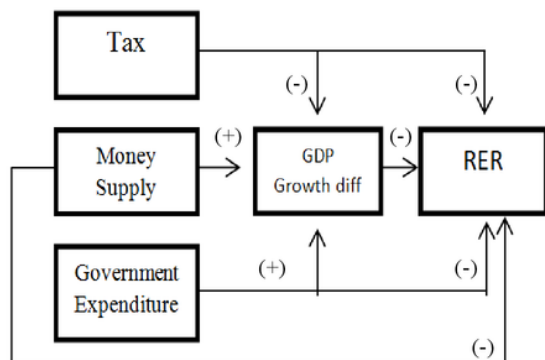 Tax
(-)
(-)
Money
Supply
(+)
GDP
Growth diff
(-)
RER
Government
Expenditure
(+)
(-)
(-)